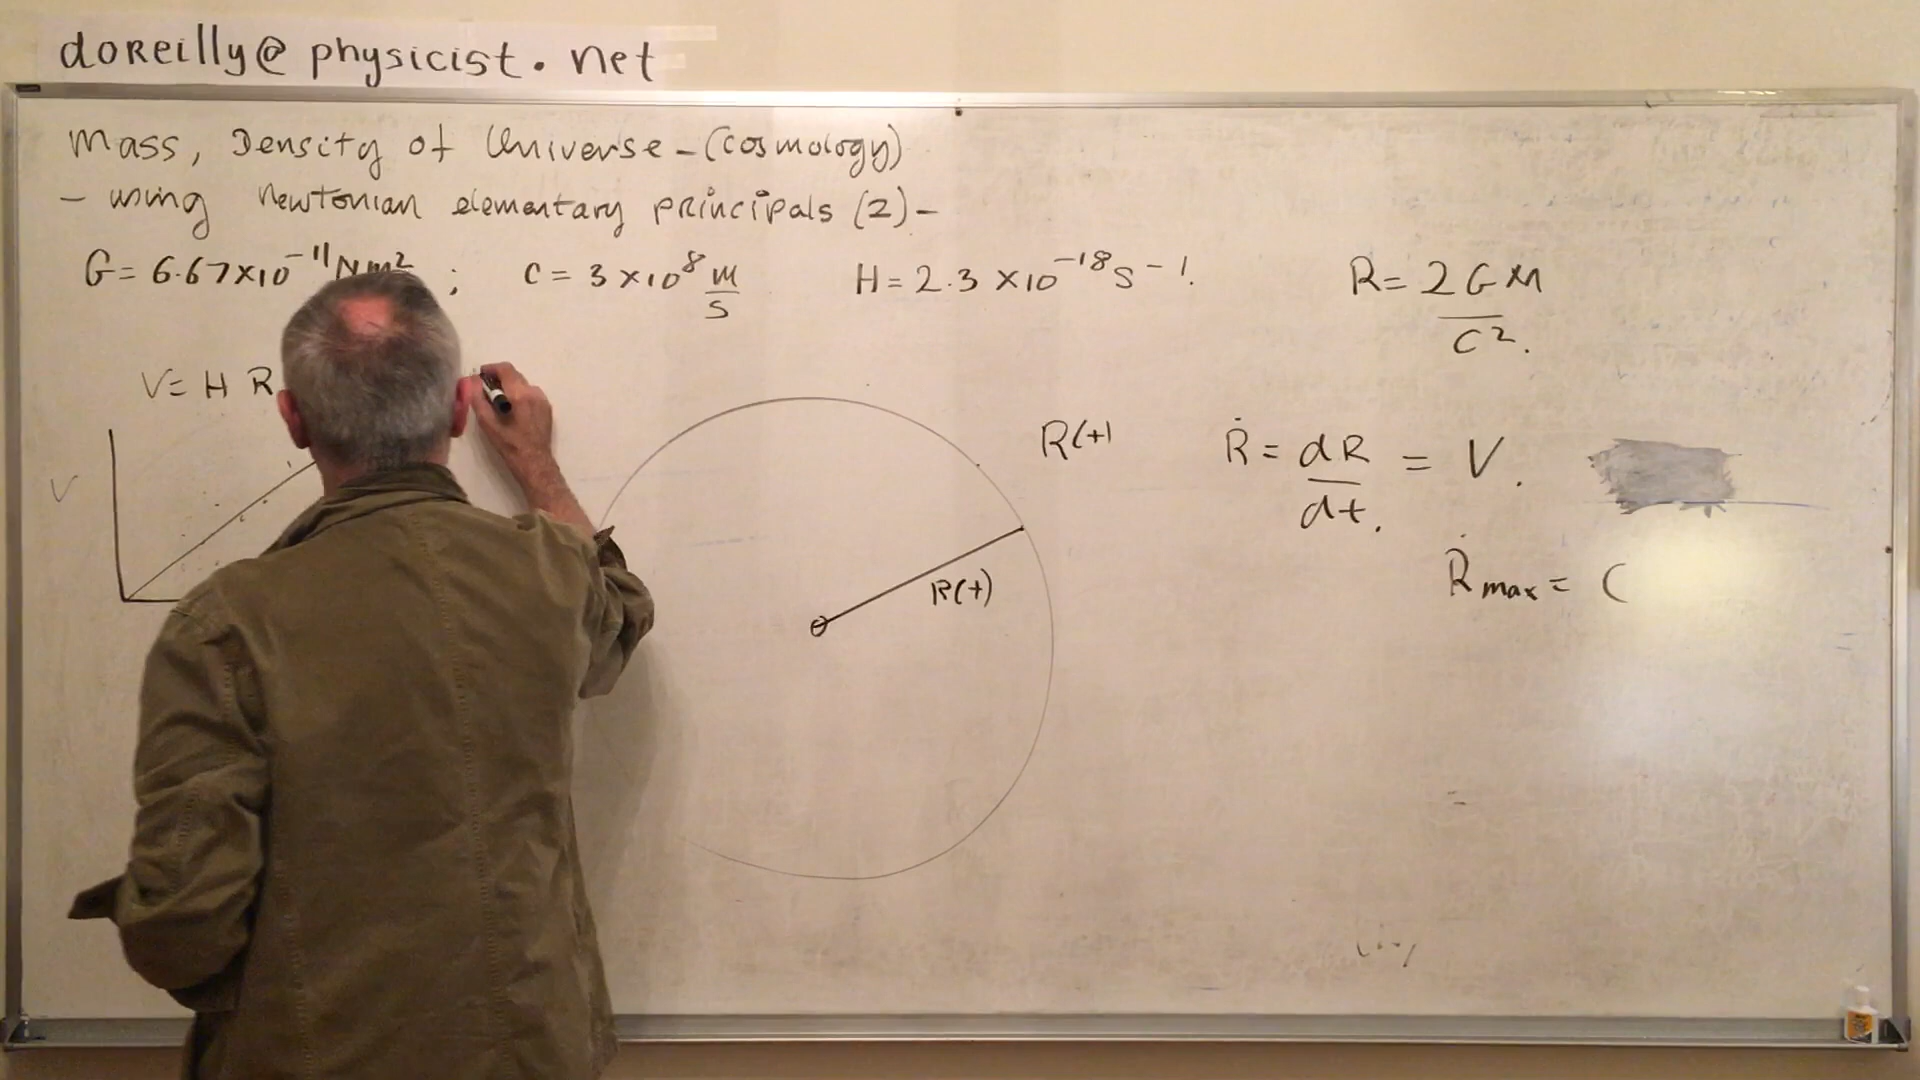 doReilly@physicist.net
Mass, Density of Universe - (cosmology)
- using Newtonian elementary principals (2) -
G = 6.67×10⁻¹¹ Nm² ; C = 3×10⁸ m/s H = 2.3×10⁻¹⁸ S⁻¹. R = 2GM/C².
V = H R
V
R(t)
Ṙ = dR/dt. = V.
Ṙmax = C
R(t)